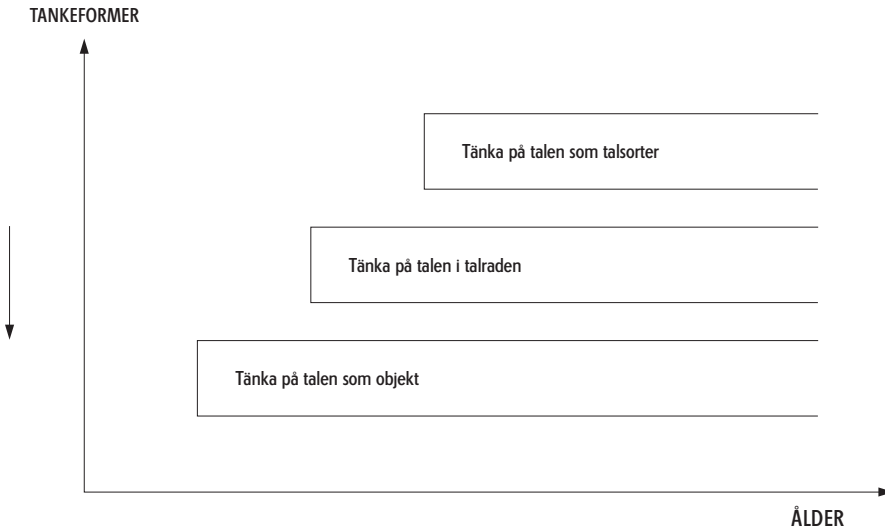 TANKEFORMER
Tänka på talen som talsorter
Tänka på talen i talraden
Tänka på talen som objekt
ÅLDER